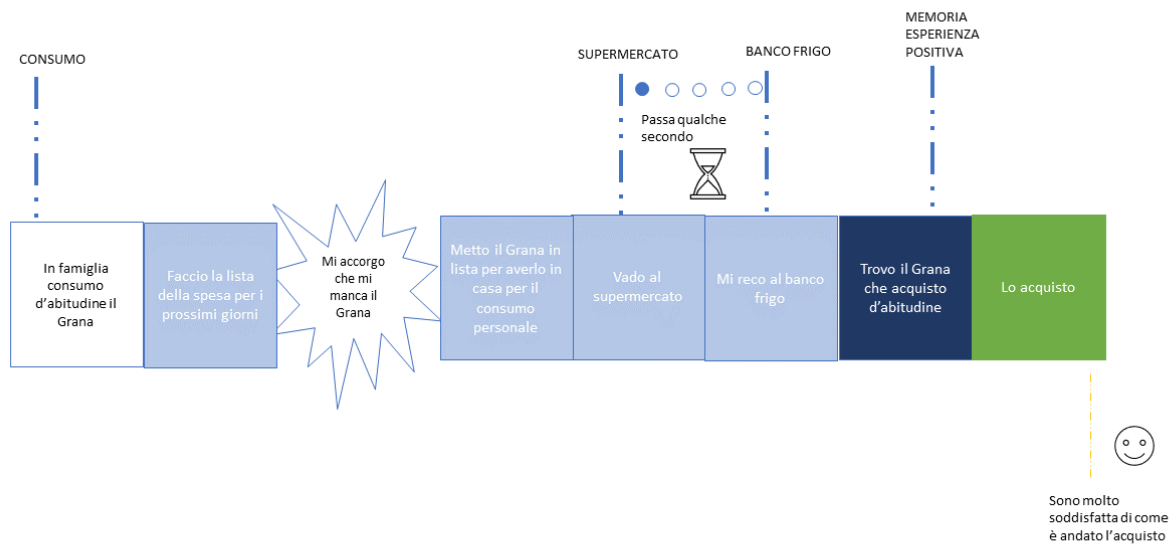 CONSUMO
SUPERMERCATO
BANCO FRIGO
MEMORIA
ESPERIENZA
POSITIVA
Passa qualche
secondo
In famiglia
consumo
d'abitudine il
Grana
Faccio la lista
della spesa per i
prossimi giorni
Mi accorgo
che mi
manca il
Grana
Metto il Grana in
lista per averlo in
casa per il
consumo
personale
Vado al
supermercato
Mi reco al banco
frigo
Trovo il Grana
che acquisto
d'abitudine
Lo acquisto
Sono molto
soddisfatta di come
è andato l'acquisto